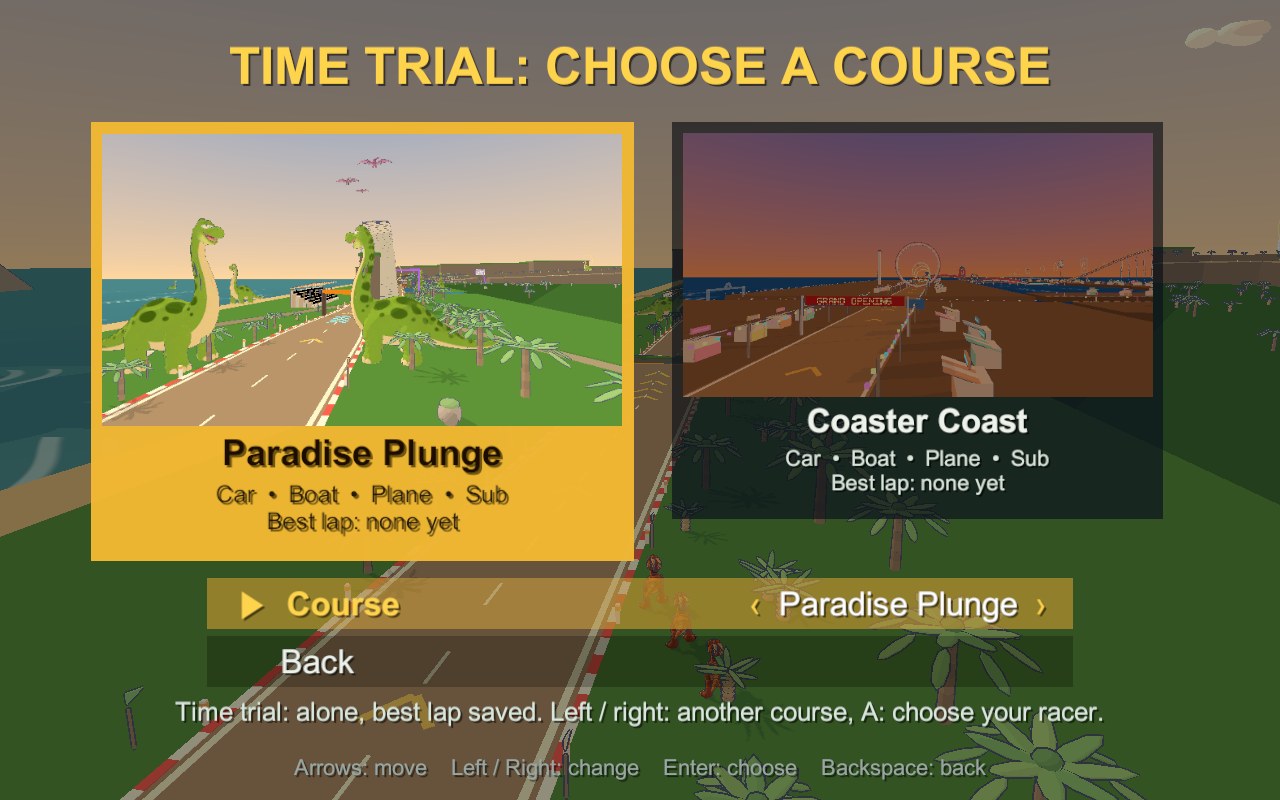 TIME TRIAL: CHOOSE A COURSE
GRAND OPENING
Paradise Plunge
Car • Boat • Plane • Sub
Best lap: none yet
Coaster Coast
Car • Boat • Plane • Sub
Best lap: none yet
Course ‹ Paradise Plunge ›
Back
Time trial: alone, best lap saved. Left / right: another course, A: choose your racer.
Arrows: move Left / Right: change Enter: choose Backspace: back